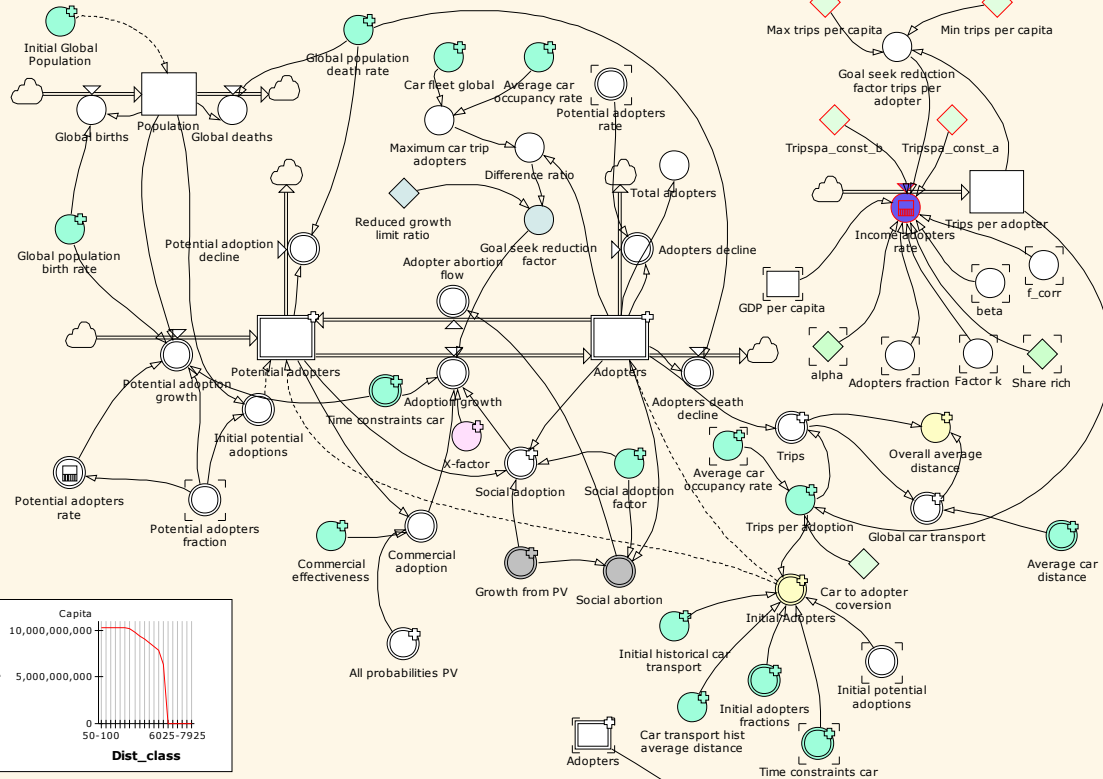 Initial Global
Population
Global population
death rate
Car fleet global
Average car
occupancy rate
Potential adopters
rate
Max trips per capita
Min trips per capita
Goal seek reduction
factor trips per
adopter
Global births
Population
Global deaths
Maximum car trip
adopters
Difference ratio
Total adopters
Tripspa_const_b
Tripspa_const_a
Reduced growth
limit ratio
Goal seek reduction
factor
Income adopters
rate
Trips per adopter
Global population
birth rate
Potential adoption
decline
Adopter abortion
flow
Adopters decline
GDP per capita
beta
f_corr
Potential adoption
growth
Potential adopters
Adopters
alpha
Adopters fraction
Factor k
Share rich
Time constraints car
Adoption growth
Adopters death
decline
Initial potential
adoptions
X-factor
Trips
Overall average
distance
Average car
occupancy rate
Social adoption
Social adoption
factor
Potential adopters
rate
Potential adopters
fraction
Trips per adoption
Global car transport
Commercial
effectiveness
Commercial
adoption
Growth from PV
Social abortion
Average car
distance
Car to adopter
coversion
Initial Adopters
Initial historical car
transport
All probabilities PV
Initial potential
adoptions
Initial adopters
fractions
Car transport hist
average distance
Adopters
Time constraints car
Capita
10,000,000,000
5,000,000,000
0
50-100
6025-7925
Dist_class